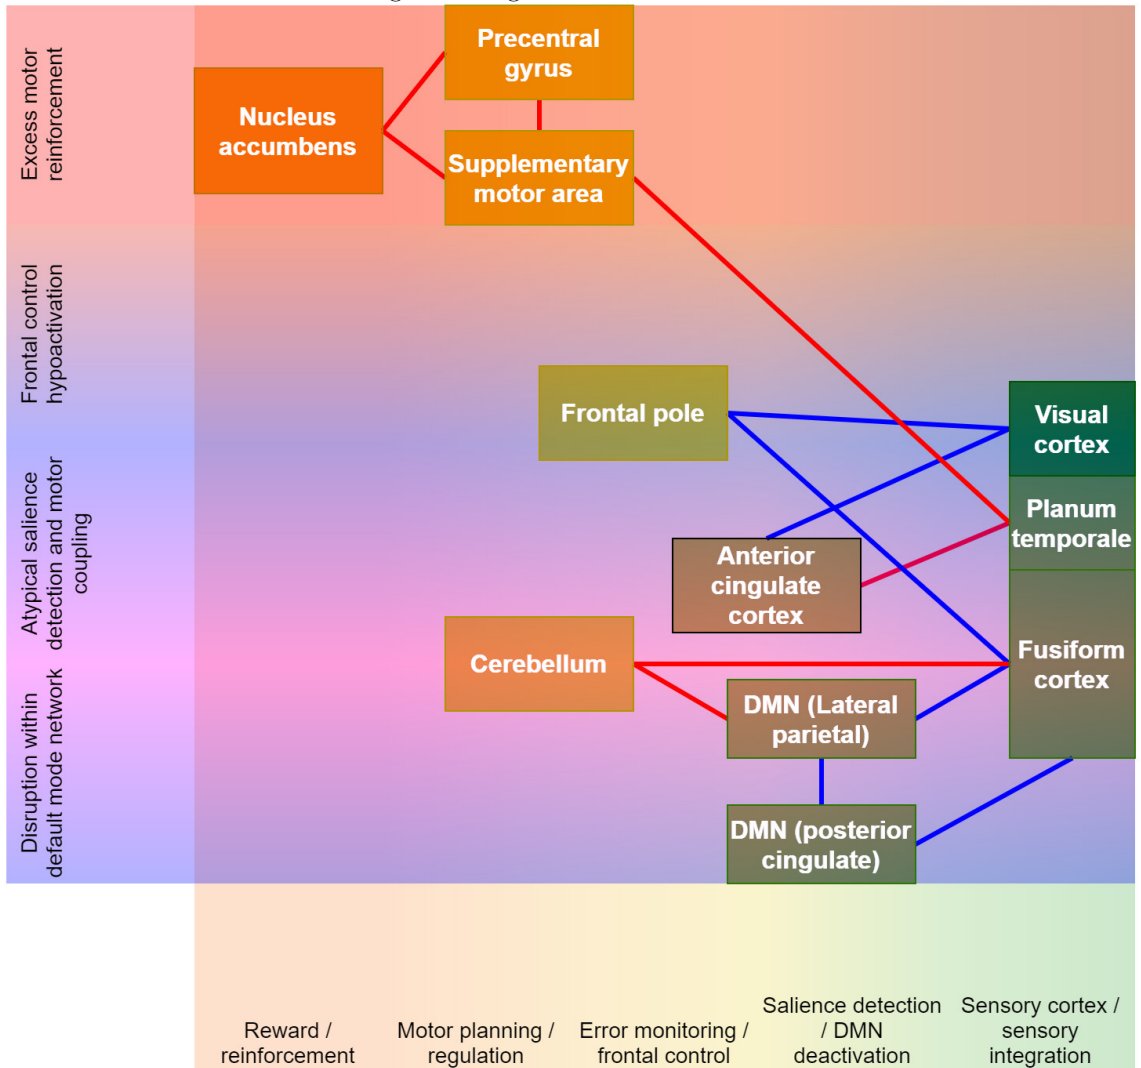 Precentral
gyrus
Nucleus
accumbens
Supplementary
motor area
Frontal pole
Visual
cortex
Planum
temporale
Anterior
cingulate
cortex
Cerebellum
Fusiform
cortex
DMN (Lateral
parietal)
DMN (posterior
cingulate)
Excess motor
reinforcement
Frontal control
hypoactivation
Atypical salience
detection and motor
coupling
Disruption within
default mode network
Reward /
reinforcement
Motor planning /
regulation
Error monitoring /
frontal control
Salience detection
/ DMN
deactivation
Sensory cortex /
sensory
integration